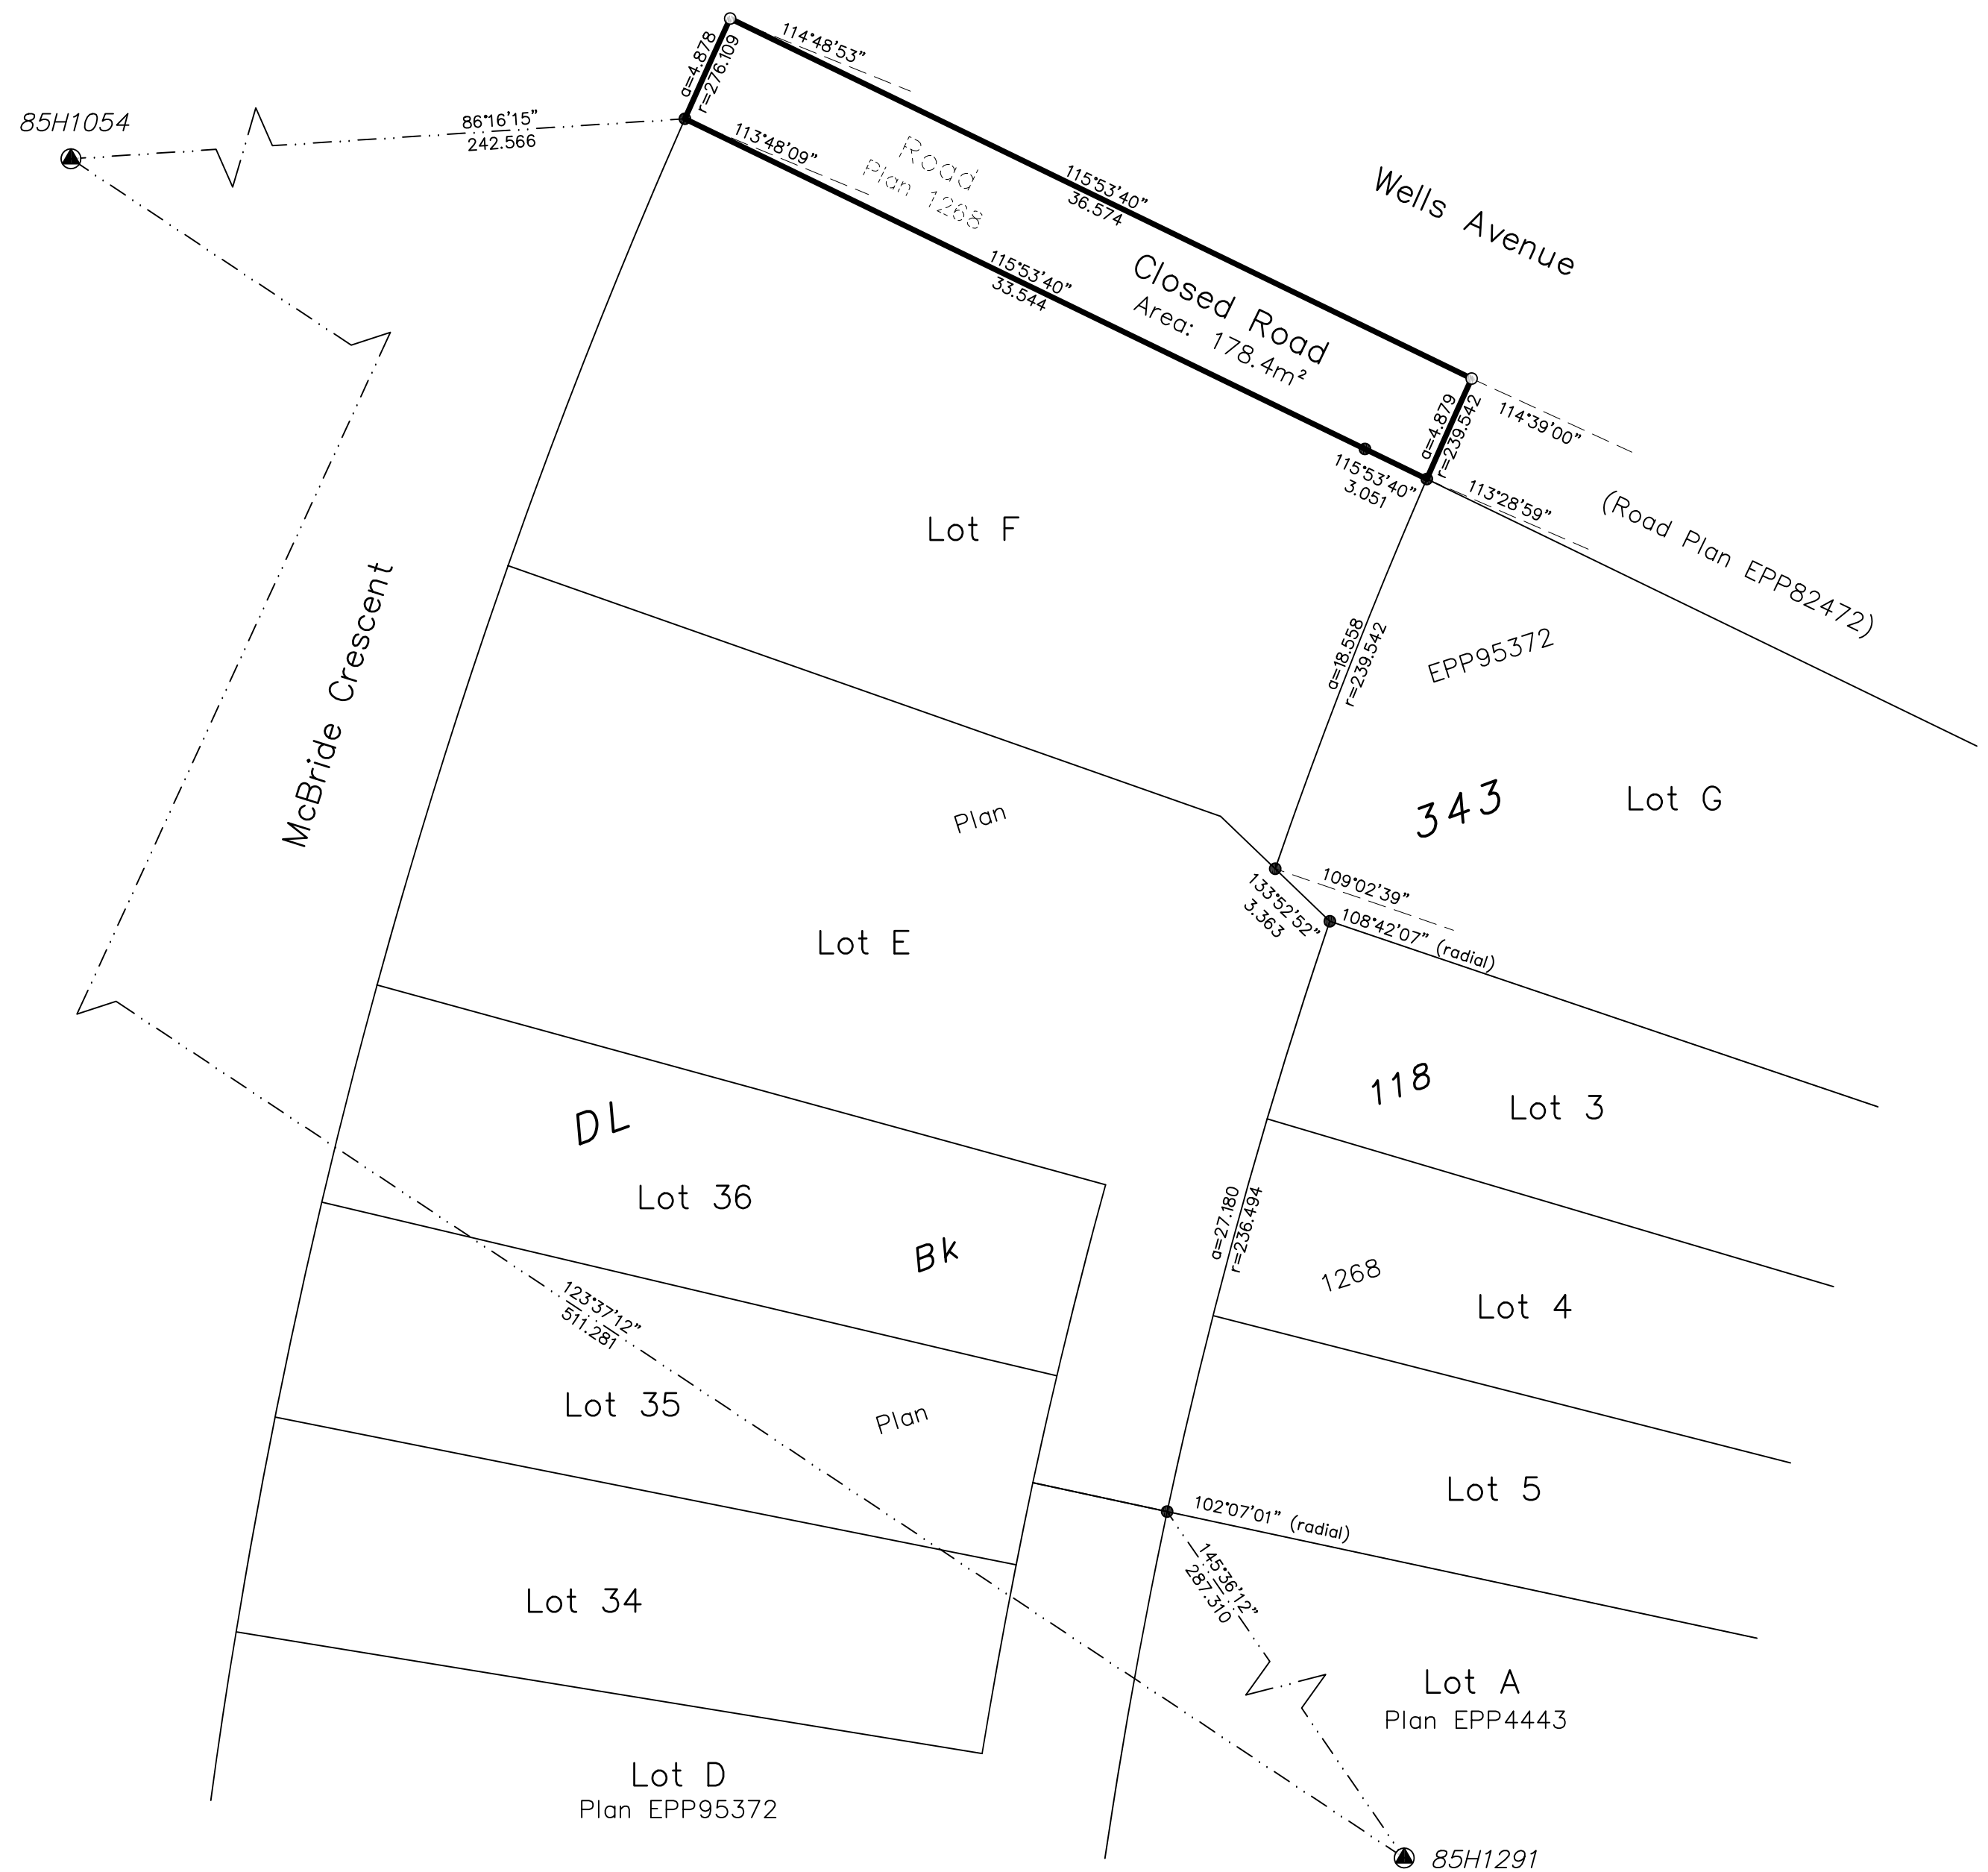 114°48'53"
a=4.878
r=276.109
85H1054
86°16'15"
242.566
113°48'09"
Road
Plan 1268
115°53'40"
36.574
Wells Avenue
115°53'40"
33.544
Closed Road
Area: 178.4m²
a=4.879
r=239.542
114°39'00"
115°53'40"
3.051
113°28'59"
(Road Plan EPP82472)
Lot F
McBride Crescent
a=18.558
r=239.542
EPP95372
343
Lot G
Plan
109°02'39"
133°52'52"
3.363
108°42'07" (radial)
Lot E
118
Lot 3
DL
Lot 36
a=27.180
r=236.494
Bk
1268
Lot 4
123°37'12"
511.281
Lot 35
Plan
Lot 5
102°07'01" (radial)
145°36'12"
287.310
Lot 34
Lot A
Plan EPP4443
Lot D
Plan EPP95372
85H1291